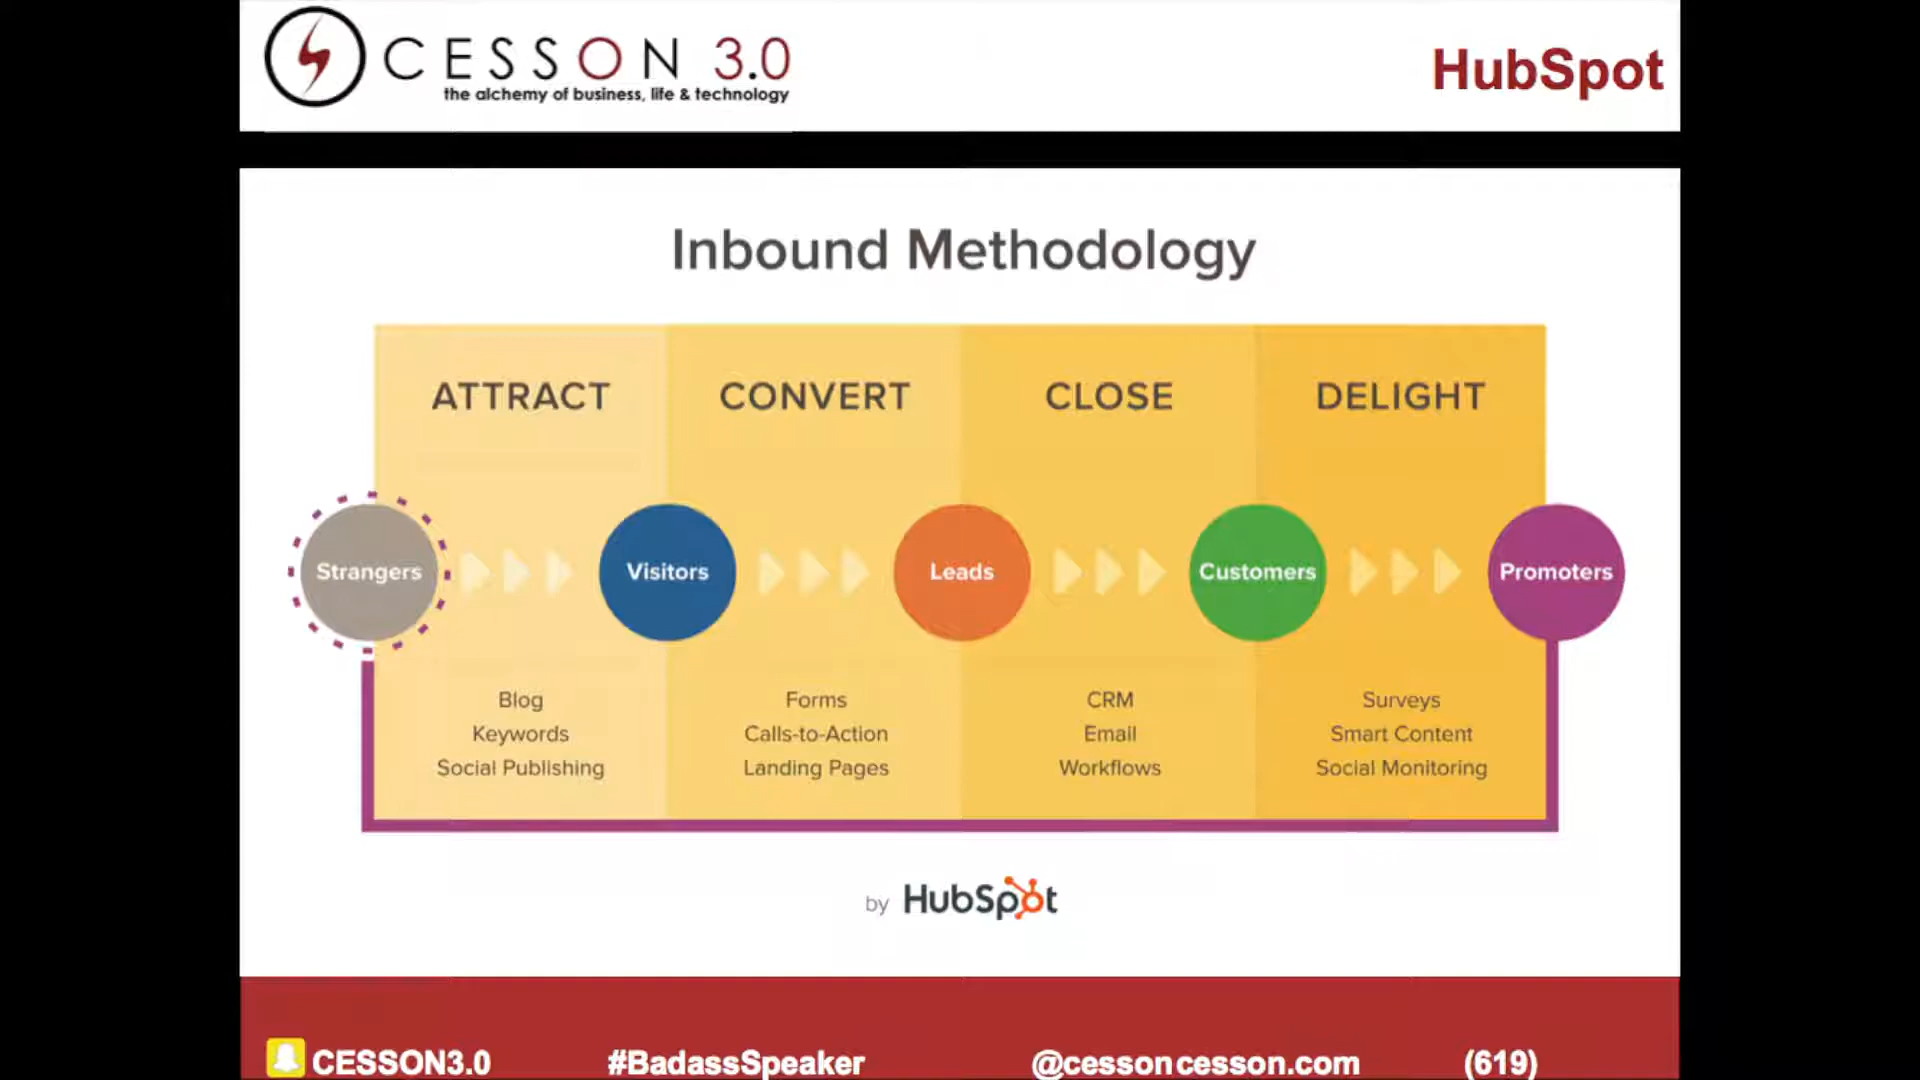 CESSON 3.0
the alchemy of business, life & technology
HubSpot
Inbound Methodology
ATTRACT CONVERT CLOSE DELIGHT
Strangers Visitors Leads Customers Promoters
Blog Forms CRM Surveys
Keywords Calls-to-Action Email Smart Content
Social Publishing Landing Pages Workflows Social Monitoring
by HubSpot
CESSON3.0 #BadassSpeaker @cessoncesson.com (619)